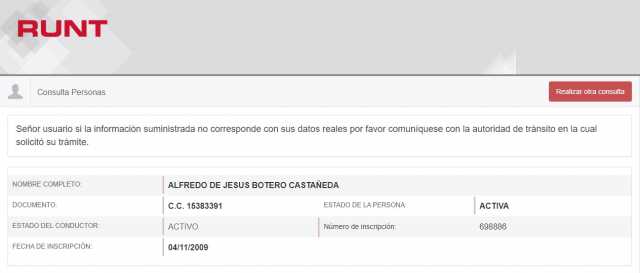 RUNT
Consulta Personas
Realizar otra consulta
Señor usuario si la información suministrada no corresponde con sus datos reales por favor comuníquese con la autoridad de tránsito en la cual
solicitó su trámite.
NOMBRE COMPLETO: ALFREDO DE JESUS BOTERO CASTAÑEDA
DOCUMENTO: C.C. 15383391 ESTADO DE LA PERSONA: ACTIVA
ESTADO DEL CONDUCTOR: ACTIVO Número de inscripción: 698886
FECHA DE INSCRIPCIÓN: 04/11/2009